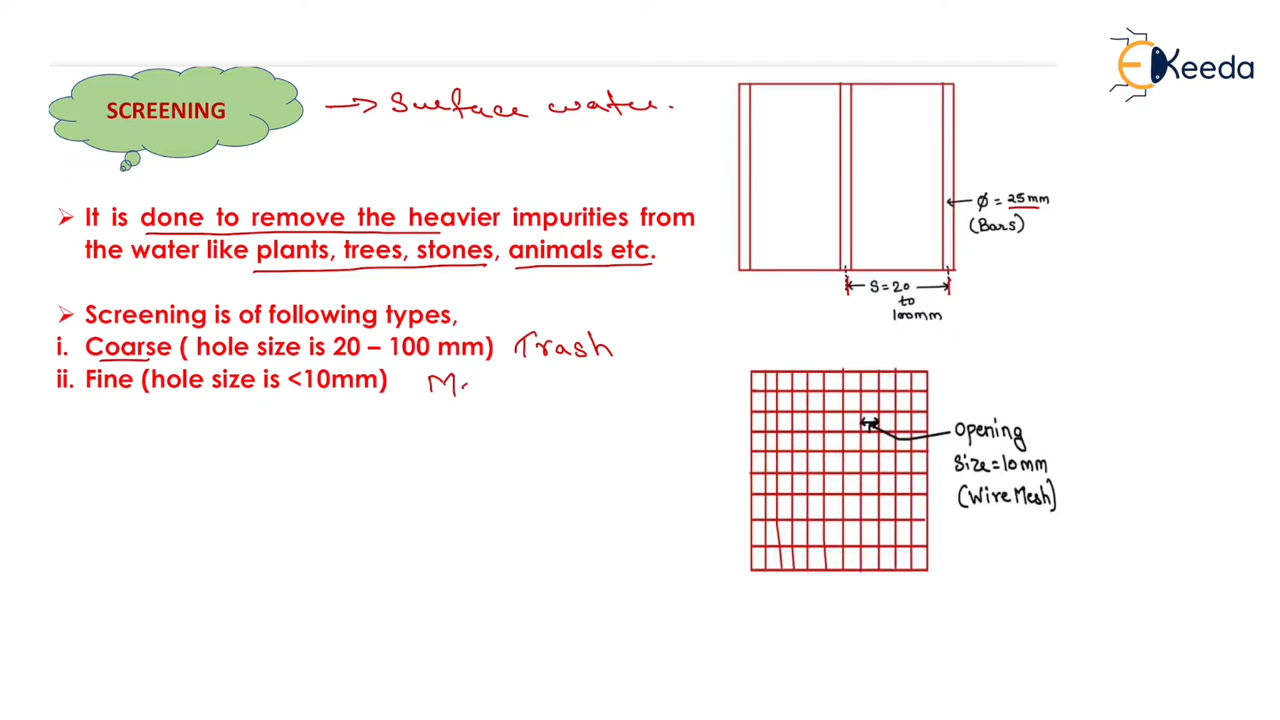 Keeda
SCREENING
→ Surface water.
➢ It is done to remove the heavier impurities from
the water like plants, trees, stones, animals etc.
➢ Screening is of following types,
i. Coarse ( hole size is 20 – 100 mm) Trash
ii. Fine (hole size is <10mm) M
ϕ = 25mm
(Bars)
S = 20
to
100mm
opening
Size=10mm
(Wire Mesh)